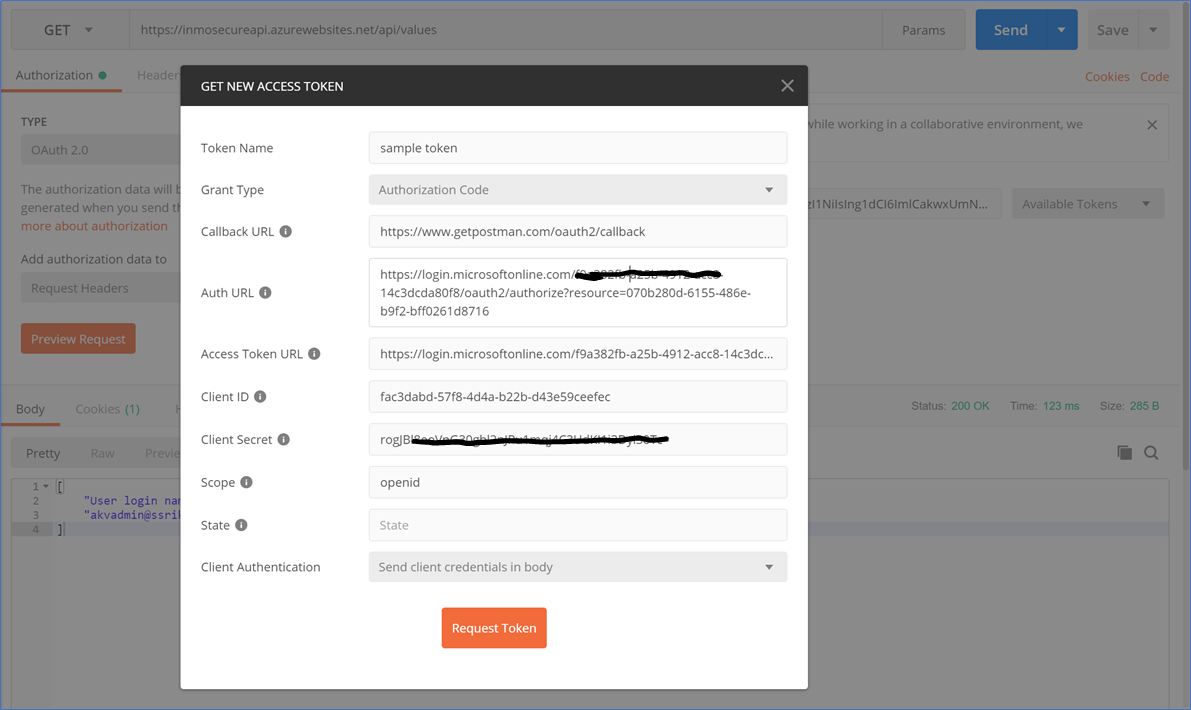 GET
https://inmosecureapi.azurewebsites.net/api/values
Params
Send
Save
Authorization
Header
Cookies Code
GET NEW ACCESS TOKEN
TYPE
OAuth 2.0
while working in a collaborative environment, we
The authorization data will b
generated when you send th
more about authorization
Available Tokens
Add authorization data to
Request Headers
Preview Request
Token Name
sample token
Grant Type
Authorization Code
Callback URL
https://www.getpostman.com/oauth2/callback
Auth URL
https://login.microsoftonline.com/
14c3dcda80f8/oauth2/authorize?resource=070b280d-6155-486e-
b9f2-bff0261d8716
Access Token URL
https://login.microsoftonline.com/f9a382fb-a25b-4912-acc8-14c3dc...
Client ID
fac3dabd-57f8-4d4a-b22b-d43e59ceefec
Client Secret
Scope
openid
State
State
Client Authentication
Send client credentials in body
Request Token
Body
Cookies (1)
H
Status: 200 OK
Time: 123 ms
Size: 285 B
Pretty
Raw
Previe
1 [
2 "User login nam
3 "akvadmin@ssrik
4 ]